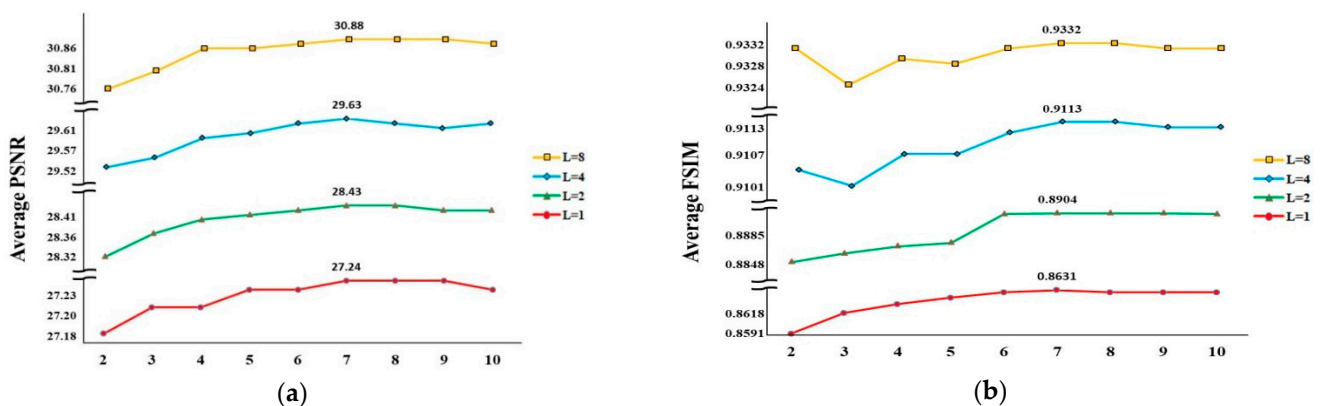 Average PSNR
30.86
30.81
30.76
29.61
29.57
29.52
28.41
28.36
28.32
27.23
27.20
27.18
30.88
29.63
28.43
27.24
2 3 4 5 6 7 8 9 10
L=8
L=4
L=2
L=1
(a)
Average FSIM
0.9332
0.9328
0.9324
0.9113
0.9107
0.9101
0.8885
0.8848
0.8618
0.8591
0.9332
0.9113
0.8904
0.8631
2 3 4 5 6 7 8 9 10
L=8
L=4
L=2
L=1
(b)